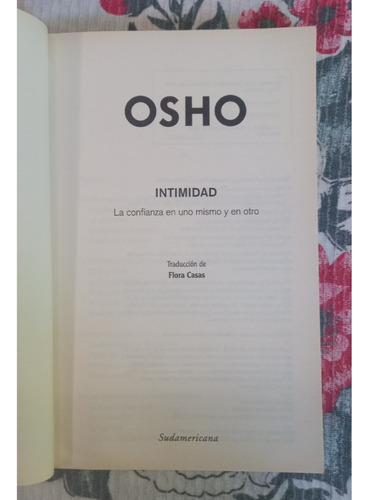 OSHO
INTIMIDAD
La confianza en uno mismo y en otro
Traducción de
Flora Casas
Sudamericana